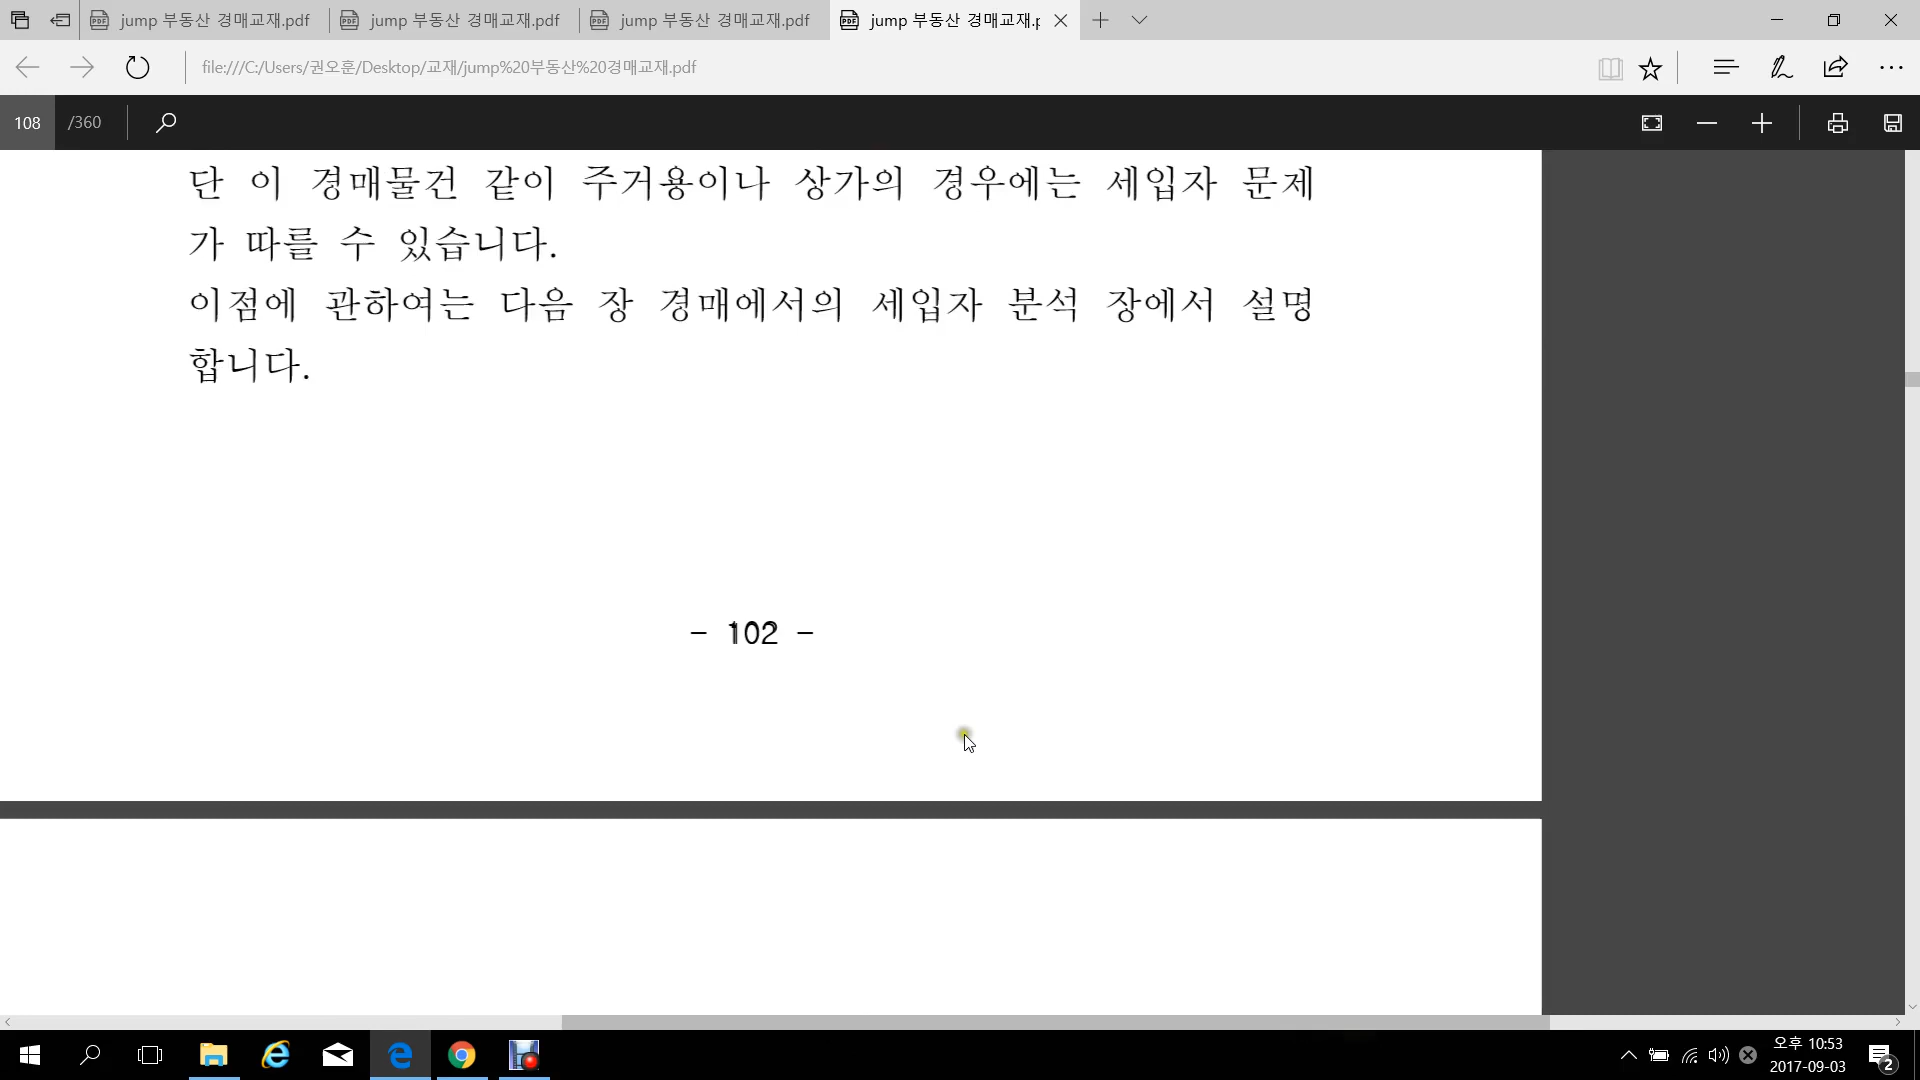 jump 부동산 경매교재.pdf
jump 부동산 경매교재.pdf
jump 부동산 경매교재.pdf
jump 부동산 경매교재.p
file:///C:/Users/권오훈/Desktop/교재/jump%20부동산%20경매교재.pdf
108 /360
단 이 경매물건 같이 주거용이나 상가의 경우에는 세입자 문제
가 따를 수 있습니다.
이점에 관하여는 다음 장 경매에서의 세입자 분석 장에서 설명
합니다.
- 102 -
오후 10:53
2017-09-03
2